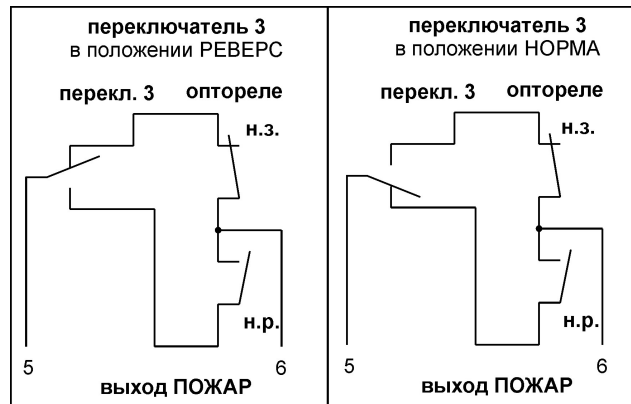 переключатель 3
в положении РЕВЕРС
перекл. 3 опторeле
н.з.
н.р.
5 6
выход ПОЖАР
переключатель 3
в положении НОРМА
перекл. 3 оптореле
н.з.
н.р.
5 6
выход ПОЖАР